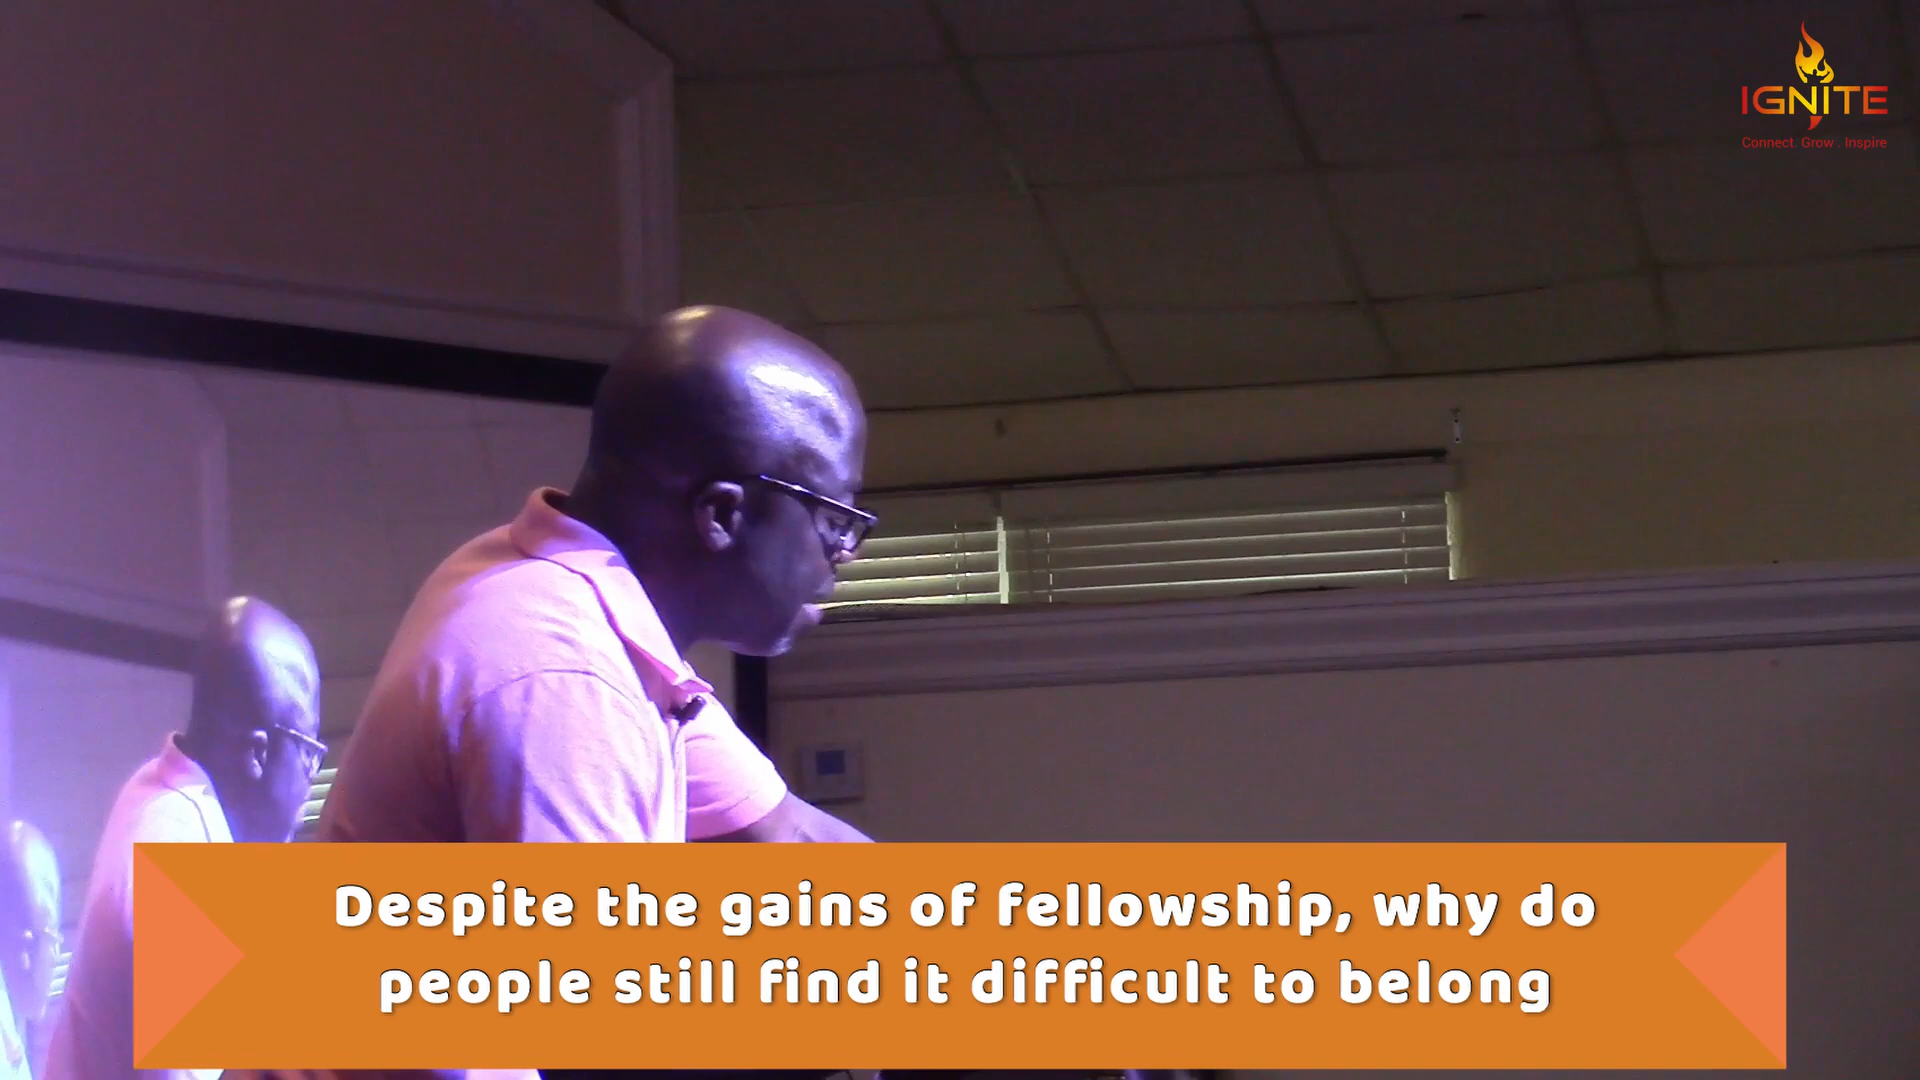 IGNITE
Connect. Grow . Inspire
Despite the gains of fellowship, why do
people still find it difficult to belong